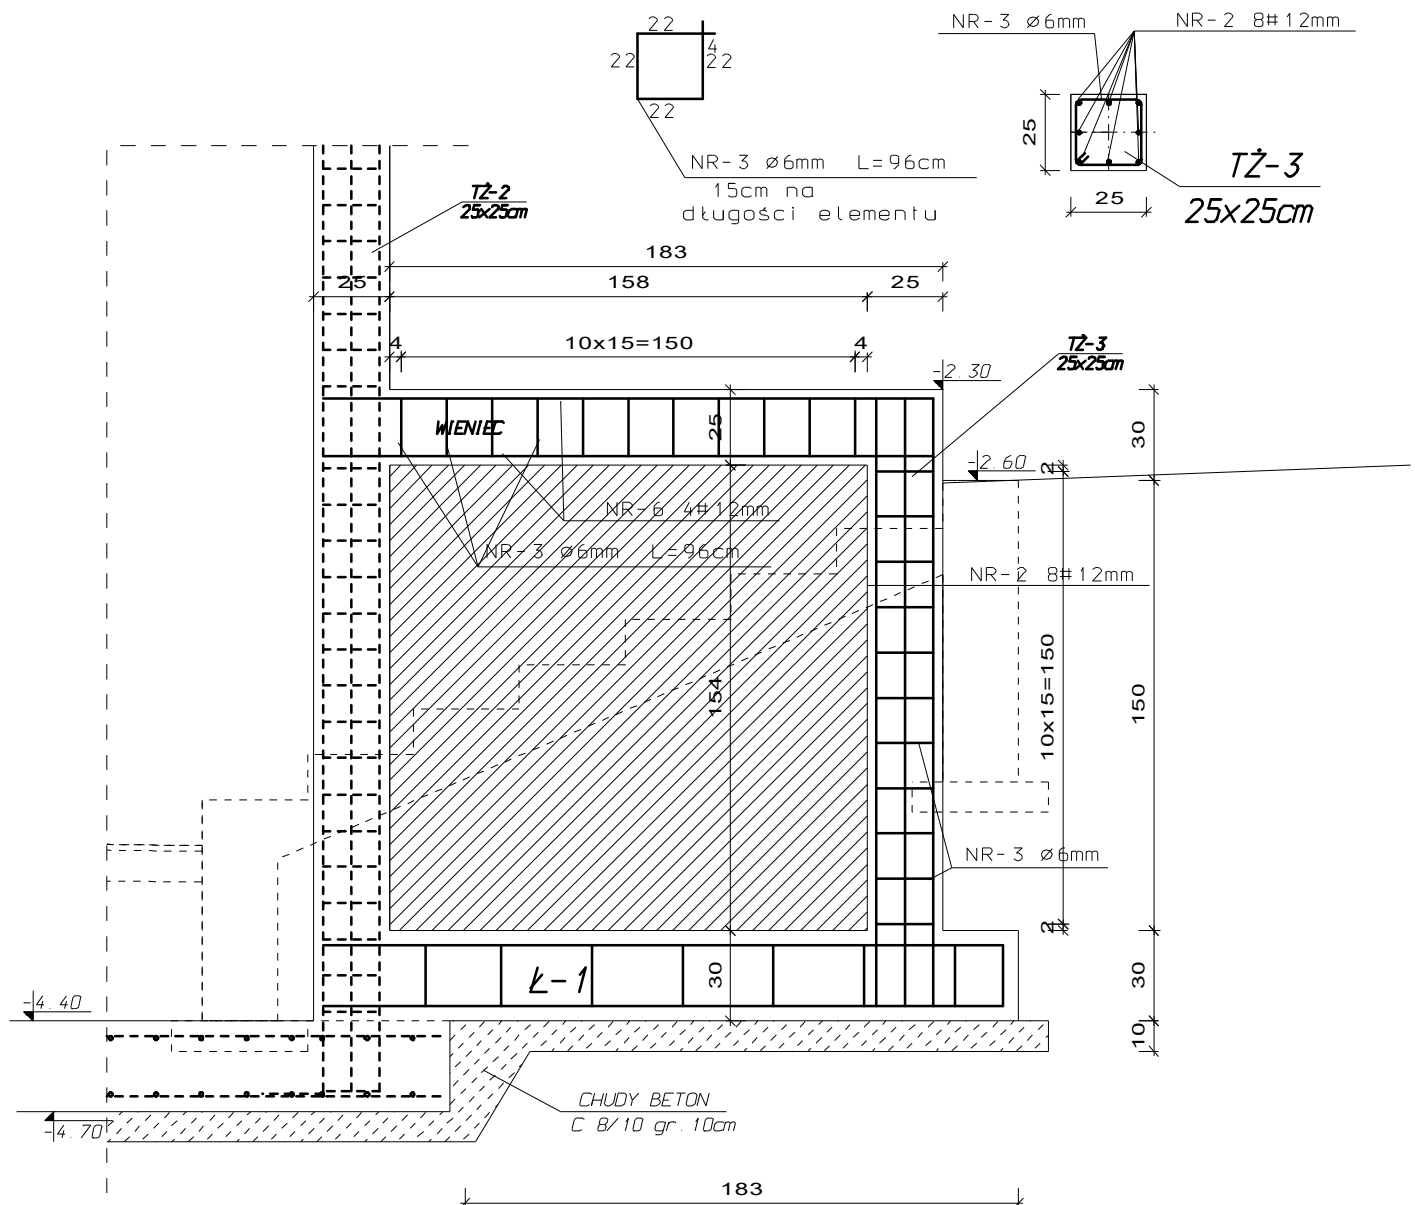 22
4
22
22
22
NR-3 ø6mm L=96cm
15cm na
długości elementu
NR-3 ø6mm
NR-2 8#12mm
25
25
TŻ-3
25x25cm
TŻ-2
25x25cm
183
25
158
25
4
10x15=150
4
TŻ-3
25x25cm
-2.30
WIENIEC
25
30
-2.60
2
NR-6 4#12mm
NR-3 ø6mm L=96cm
NR-2 8#12mm
154
10x15=150
150
NR-3 ø6mm
2
Ł-1
30
30
-4.40
10
CHUDY BETON
C 8/10 gr.10cm
-4.70
183